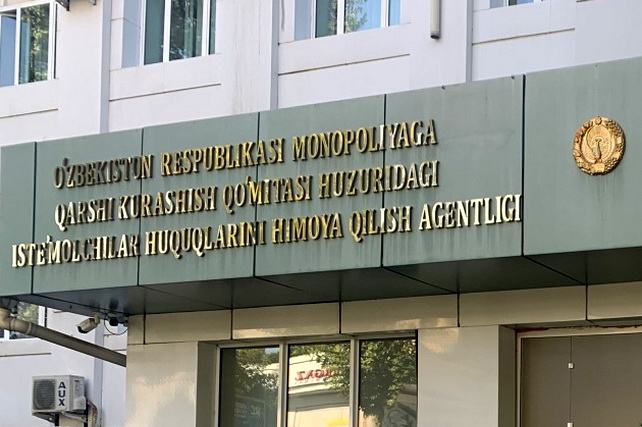 O'ZBEKISTON RESPUBLIKASI MONOPOLIYAGA
QARSHI KURASHISH QO'MITASI HUZURIDAGI
ISTE'MOLCHILAR HUQUQLARINI HIMOYA QILISH AGENTLIGI
AUX